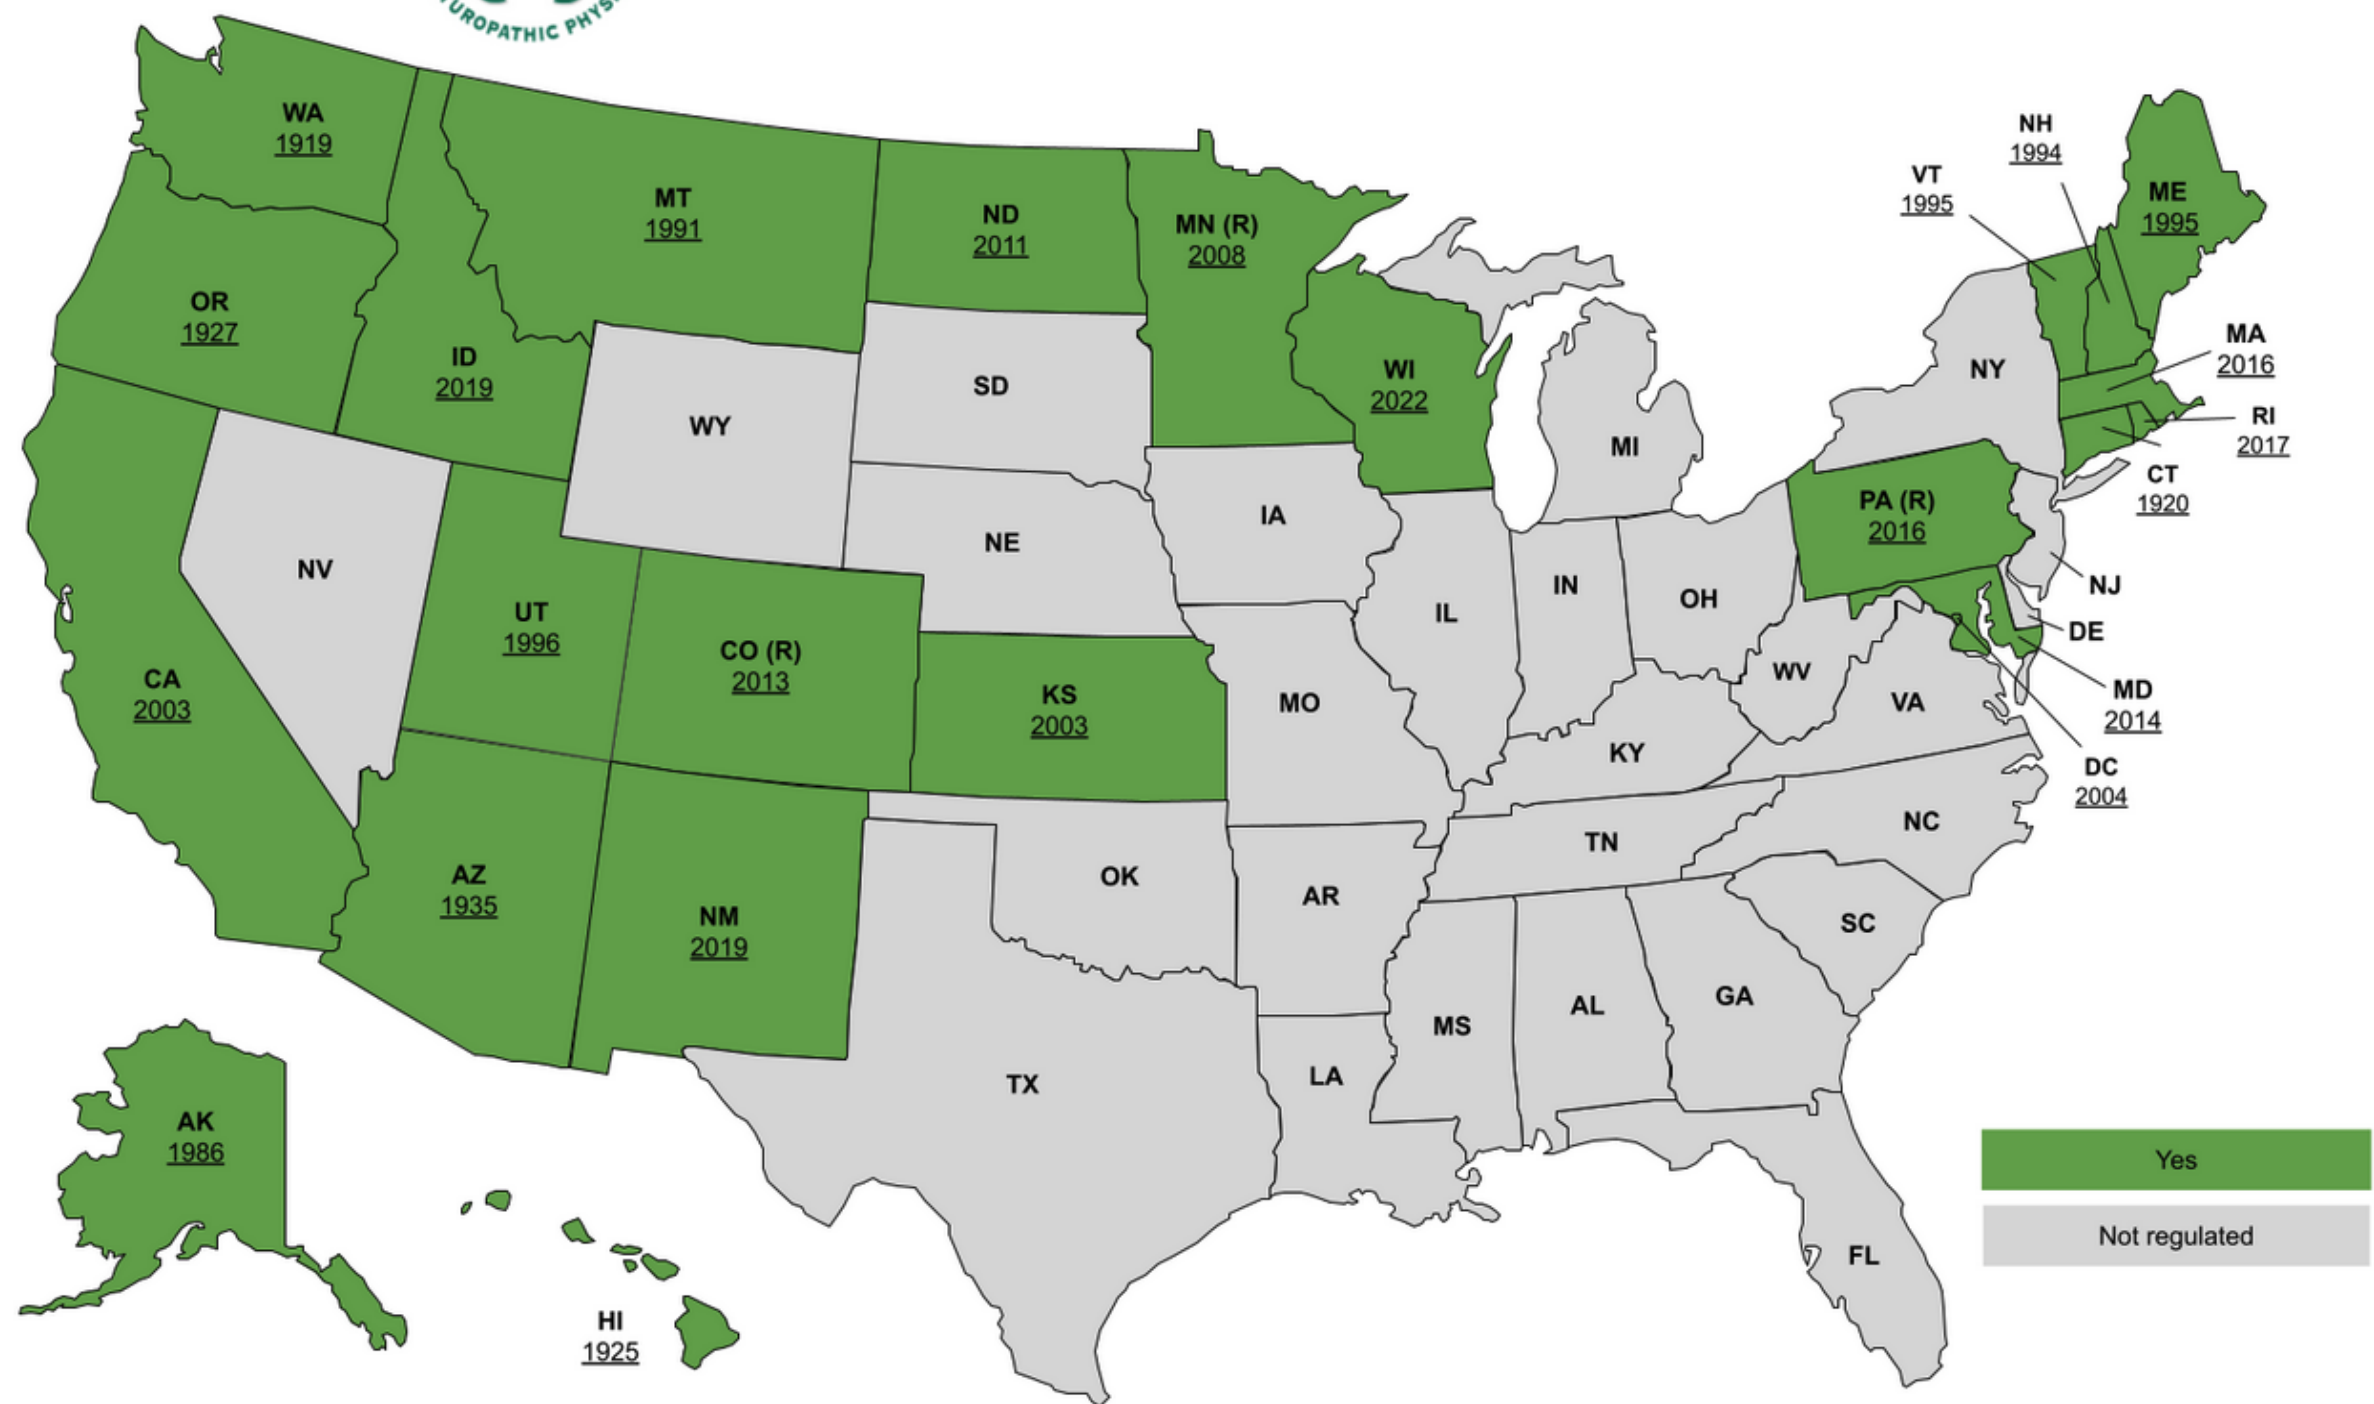 UROPATHIC PHYS
WA
1919
OR
1927
CA
2003
NV
ID
2019
MT
1991
WY
UT
1996
AZ
1935
CO (R)
2013
NM
2019
ND
2011
SD
NE
KS
2003
OK
TX
MN (R)
2008
IA
MO
AR
LA
WI
2022
IL
MI
IN
OH
KY
TN
MS
AL
GA
FL
SC
NC
VA
WV
PA (R)
2016
NY
VT
1995
NH
1994
ME
1995
MA
2016
RI
2017
CT
1920
NJ
DE
MD
2014
DC
2004
AK
1986
HI
1925
Yes
Not regulated